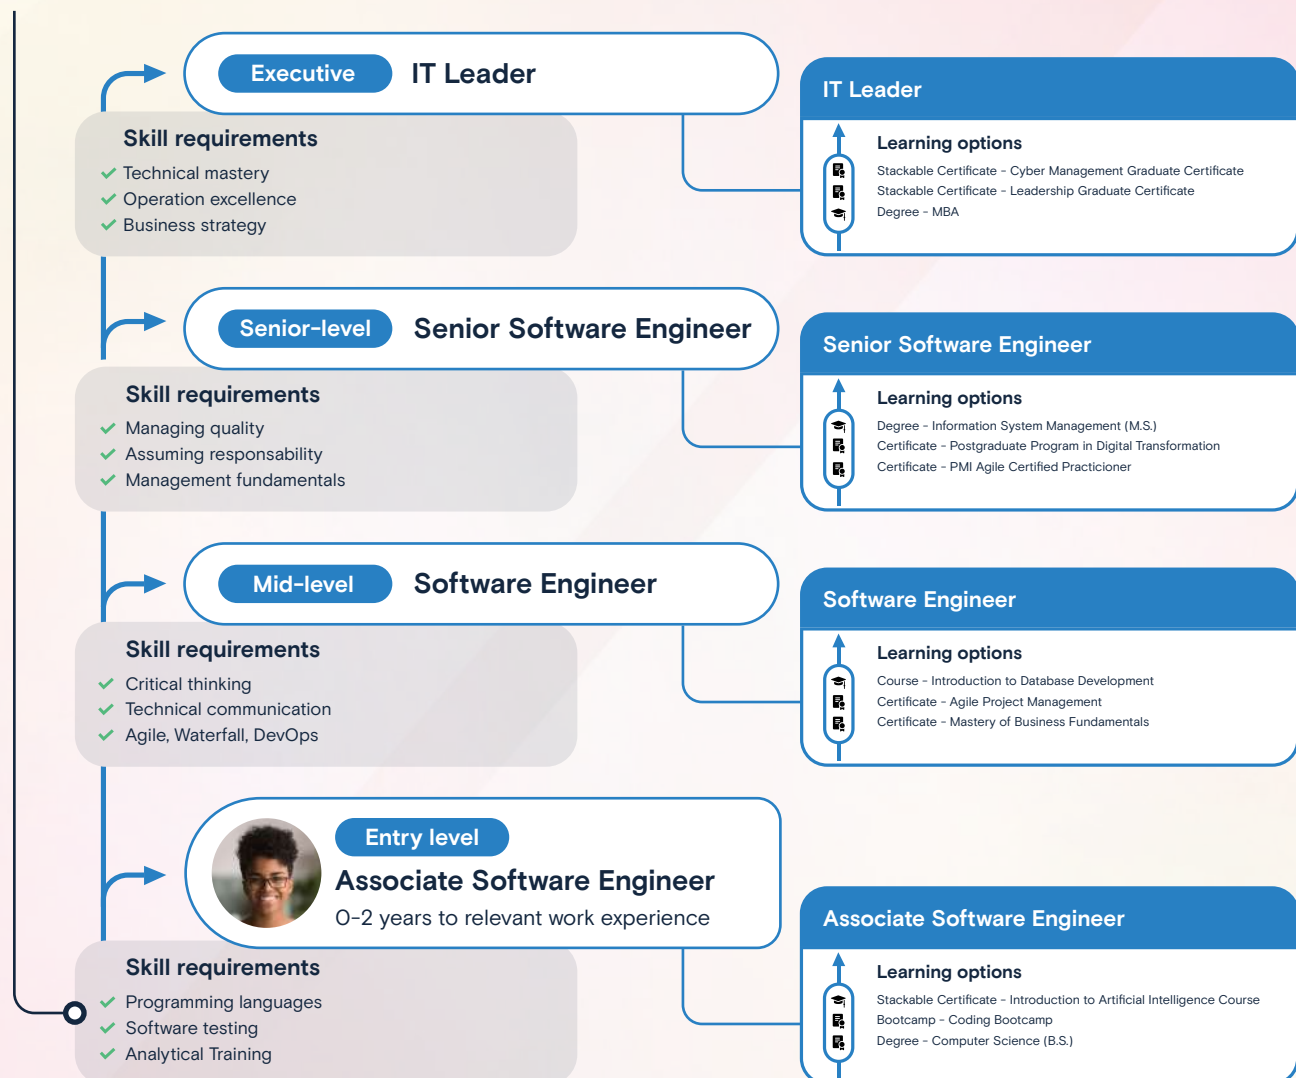 Executive
IT Leader
Skill requirements
Technical mastery
Operation excellence
Business strategy
IT Leader
Learning options
Stackable Certificate - Cyber Management Graduate Certificate
Stackable Certificate - Leadership Graduate Certificate
Degree - MBA
Senior-level
Senior Software Engineer
Skill requirements
Managing quality
Assuming responsability
Management fundamentals
Senior Software Engineer
Learning options
Degree - Information System Management (M.S.)
Certificate - Postgraduate Program in Digital Transformation
Certificate - PMI Agile Certified Practicioner
Mid-level
Software Engineer
Skill requirements
Critical thinking
Technical communication
Agile, Waterfall, DevOps
Software Engineer
Learning options
Course - Introduction to Database Development
Certificate - Agile Project Management
Certificate - Mastery of Business Fundamentals
Entry level
Associate Software Engineer
0-2 years to relevant work experience
Skill requirements
Programming languages
Software testing
Analytical Training
Associate Software Engineer
Learning options
Stackable Certificate - Introduction to Artificial Intelligence Course
Bootcamp - Coding Bootcamp
Degree - Computer Science (B.S.)